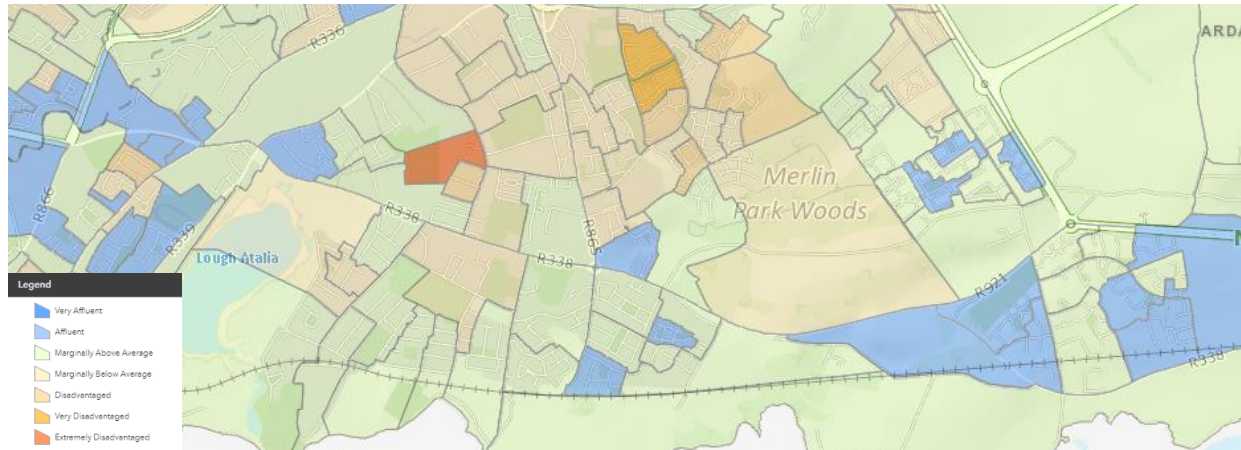 R336
ARDA
R866
R339
R338
Merlin
Park Woods
R865
R338
Lough Atalia
R921
R338
N
Legend
Very Affluent
Affluent
Marginally Above Average
Marginally Below Average
Disadvantaged
Very Disadvantaged
Extremely Disadvantaged